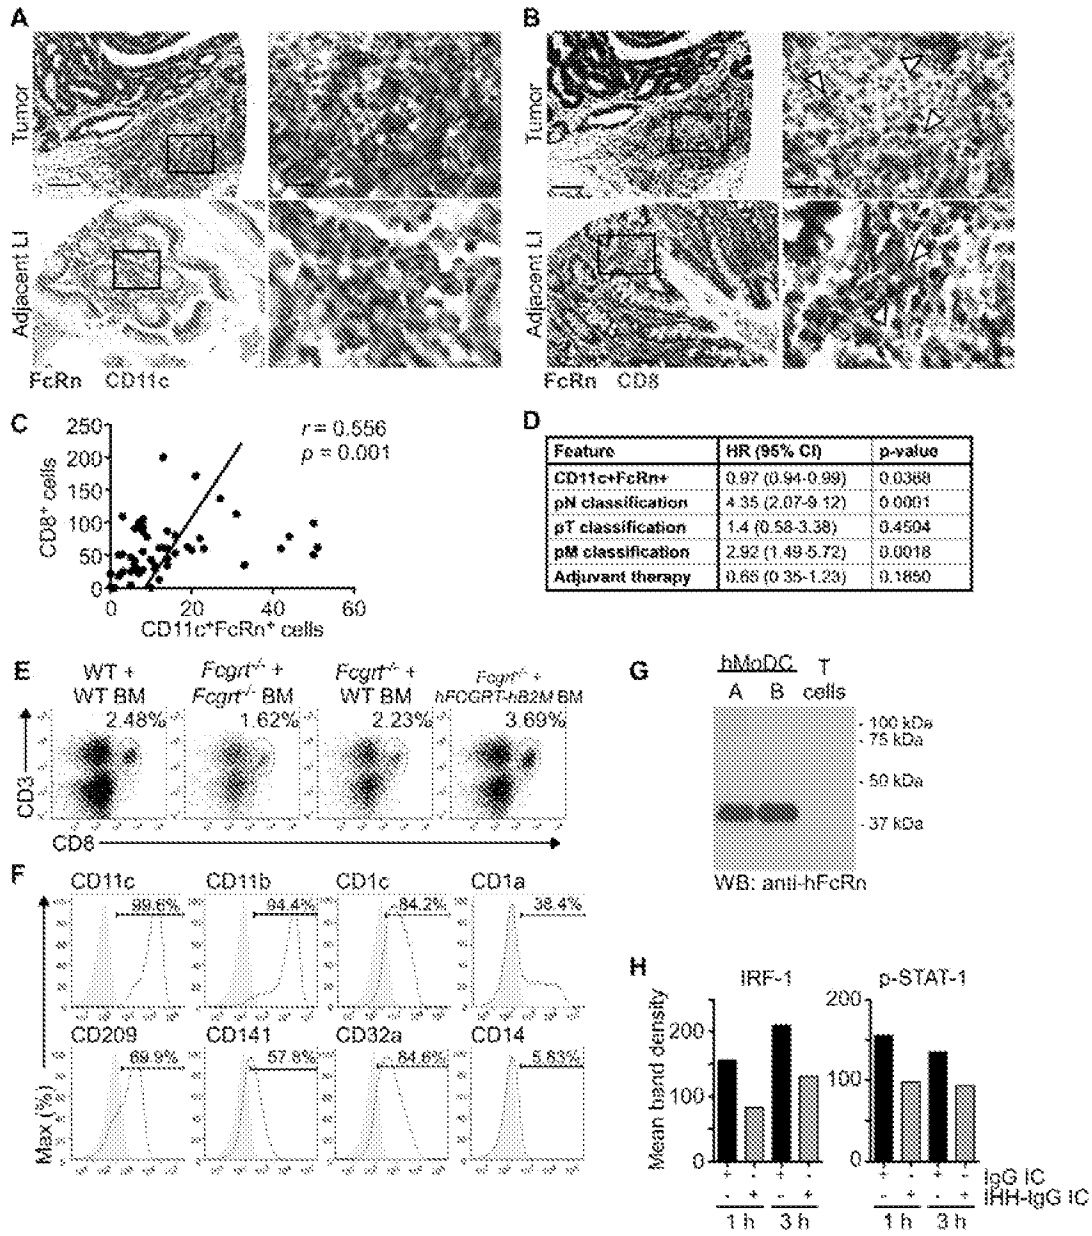 A
B
Tumor
Tumor
Adjacent LI
Adjacent LI
FcRn CD11c
FcRn CD8
C
250
200
150
100
50
0
CD8+ cells
r = 0.556
p = 0.001
0 20 40 60
CD11c+FcRn+ cells
D
Feature HR (95% CI) p-value
CD11c+FcRn+ 0.97 (0.94-0.99) 0.0368
pN classification 4.35 (2.07-9.12) 0.0001
pT classification 1.4 (0.58-3.38) 0.4504
pM classification 2.92 (1.49-5.72) 0.0018
Adjuvant therapy 0.65 (0.35-1.23) 0.1850
E
WT + WT BM
Fcgrt-/- + Fcgrt-/- BM
Fcgrt-/- + WT BM
Fcgrt-/- + hFCGRT-hB2M BM
2.48% 1.62% 2.23% 3.69%
CD3
CD8
F
CD11c CD11b CD1c CD1a
99.6% 94.4% 84.2% 38.4%
CD209 CD141 CD32a CD14
69.9% 57.8% 84.6% 5.83%
Max (%)
G
hMoDC T
A B cells
- 100 kDa
- 75 kDa
- 50 kDa
- 37 kDa
WB: anti-hFcRn
H
IRF-1 p-STAT-1
Mean band density
200
100
0
200
100
0
+ - + - + - + - IgG IC
- + - + - + - + IHH-IgG IC
1 h 3 h 1 h 3 h